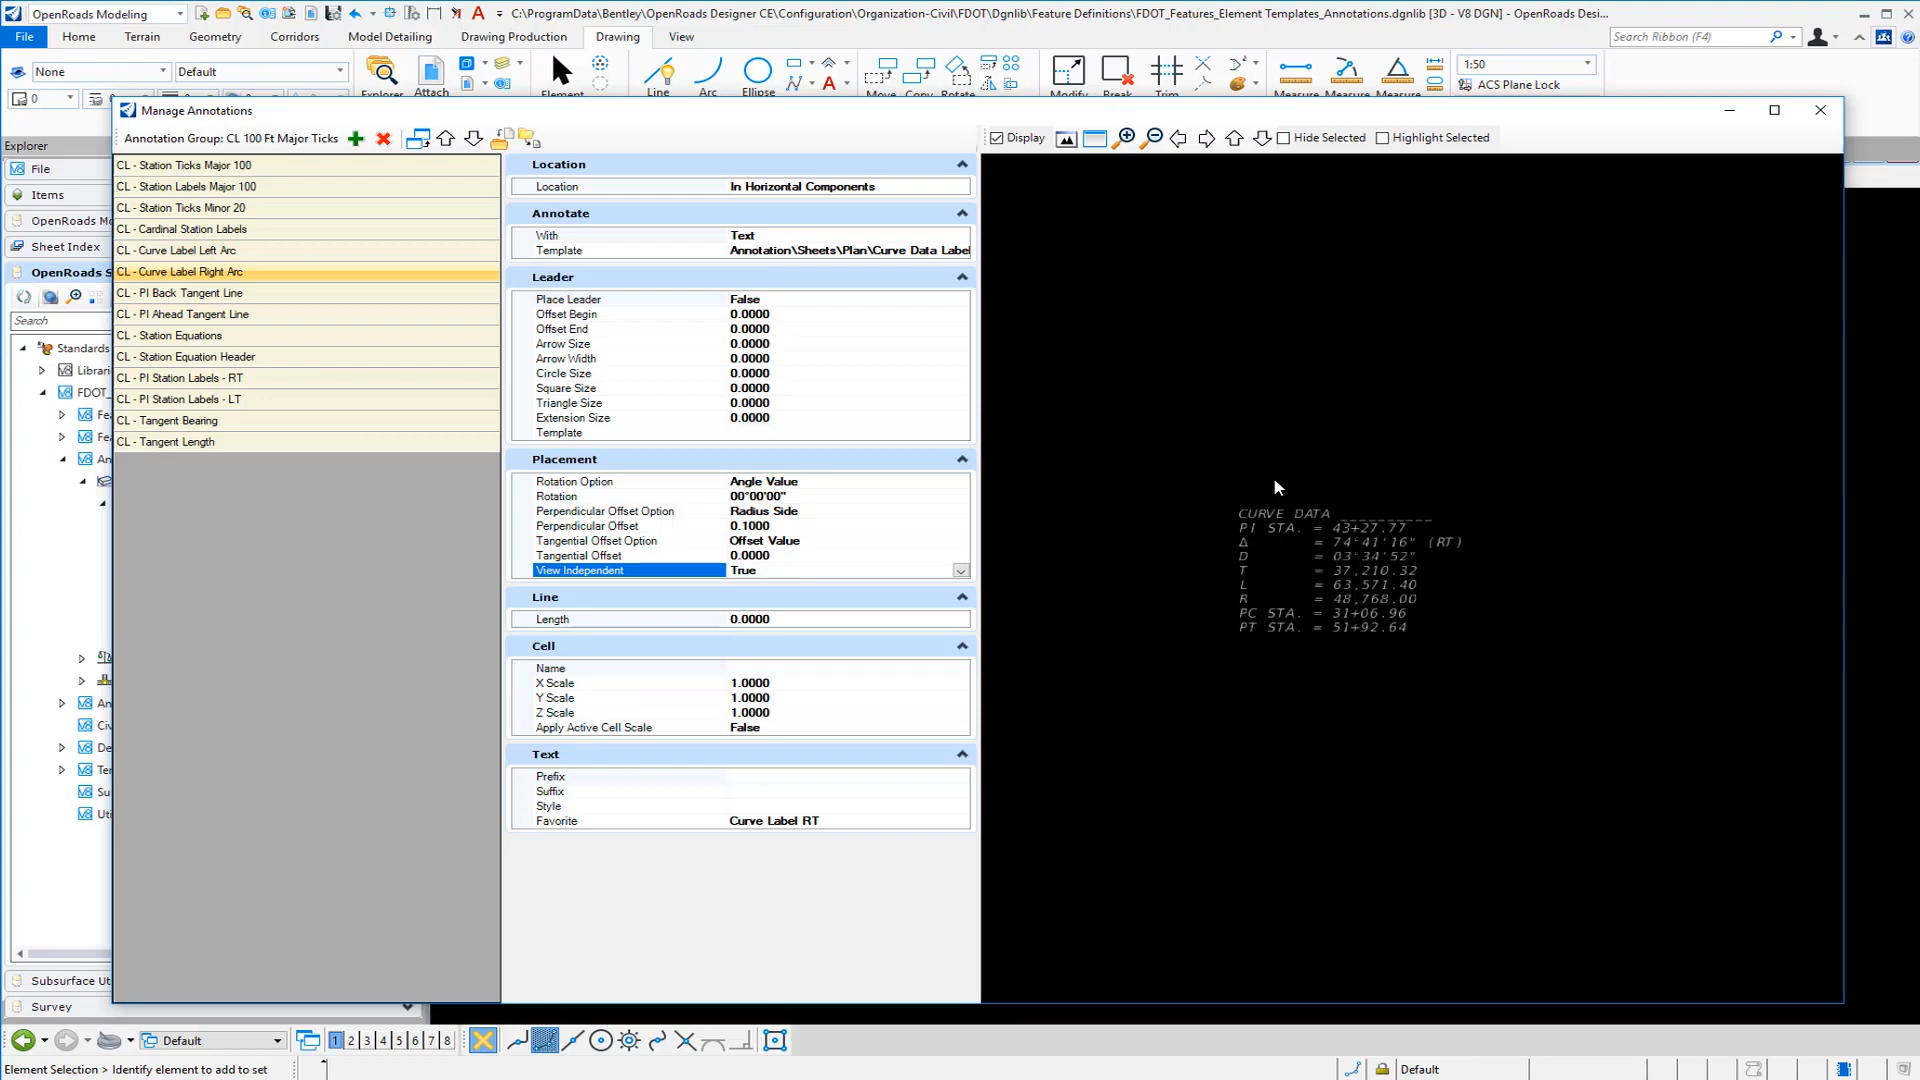 OpenRoads Modeling
C:\ProgramData\Bentley\OpenRoads Designer CE\Configuration\Organization-Civil\FDOT\Dgnlib\Feature Definitions\FDOT_Features_Element Templates_Annotations.dgnlib [3D - V8 DGN] - OpenRoads Desi...
File Home Terrain Geometry Corridors Model Detailing Drawing Production Drawing View
Search Ribbon (F4)
None Default
0
Explorer Attach Element Line Arc Ellipse Move Copy Rotate Modify Break Trim Measure Measure Measure
1:50
ACS Plane Lock
Manage Annotations
Annotation Group: CL 100 Ft Major Ticks
Display Hide Selected Highlight Selected
Explorer
File
Items
OpenRoads Mo
Sheet Index
OpenRoads S
Search
Standards
Librari
FDOT_
Fea
Fea
An
An
Civ
De
Ter
Su
Uti
Subsurface Ut
Survey
CL - Station Ticks Major 100
CL - Station Labels Major 100
CL - Station Ticks Minor 20
CL - Cardinal Station Labels
CL - Curve Label Left Arc
CL - Curve Label Right Arc
CL - PI Back Tangent Line
CL - PI Ahead Tangent Line
CL - Station Equations
CL - Station Equation Header
CL - PI Station Labels - RT
CL - PI Station Labels - LT
CL - Tangent Bearing
CL - Tangent Length
Location
Location In Horizontal Components
Annotate
With Text
Template Annotation\Sheets\Plan\Curve Data Label
Leader
Place Leader False
Offset Begin 0.0000
Offset End 0.0000
Arrow Size 0.0000
Arrow Width 0.0000
Circle Size 0.0000
Square Size 0.0000
Triangle Size 0.0000
Extension Size 0.0000
Template
Placement
Rotation Option Angle Value
Rotation 00°00'00"
Perpendicular Offset Option Radius Side
Perpendicular Offset 0.1000
Tangential Offset Option Offset Value
Tangential Offset 0.0000
View Independent True
Line
Length 0.0000
Cell
Name
X Scale 1.0000
Y Scale 1.0000
Z Scale 1.0000
Apply Active Cell Scale False
Text
Prefix
Suffix
Style
Favorite Curve Label RT
CURVE DATA __________
PI STA. = 43+27.77
Δ = 74°41'16" (RT)
D = 03°34'52"
T = 37,210.32
L = 63,571.40
R = 48,768.00
PC STA. = 31+06.96
PT STA. = 51+92.64
Default
1 2 3 4 5 6 7 8
Element Selection > Identify element to add to set
Default